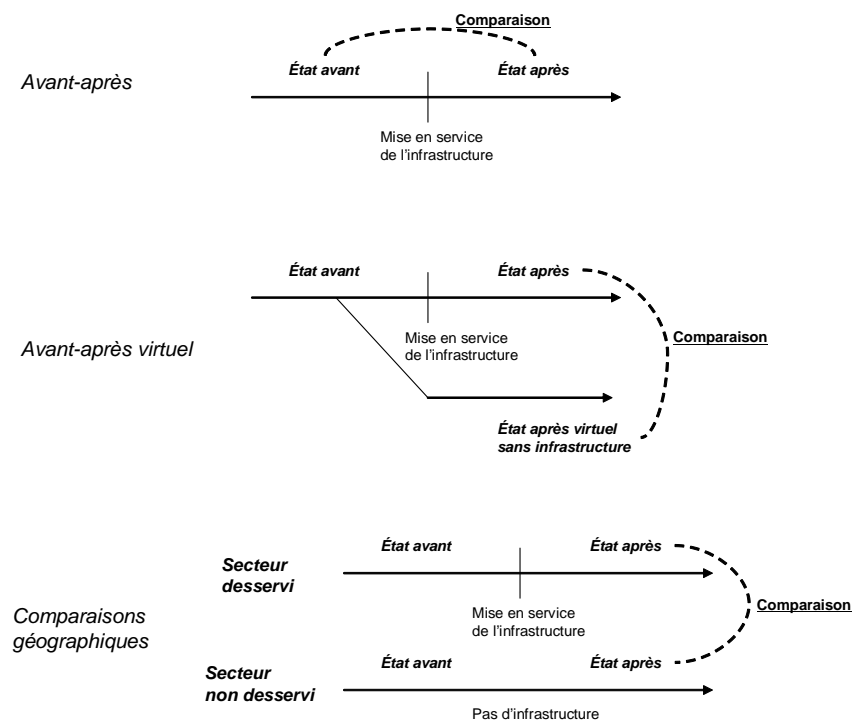 Comparaison
État avant
État après
Avant-après
Mise en service
de l'infrastructure
État avant
État après
Mise en service
de l'infrastructure
Comparaison
Avant-après virtuel
État après virtuel
sans infrastructure
État avant
État après
Secteur
desservi
Mise en service
de l'infrastructure
Comparaison
Comparaisons
géographiques
État avant
État après
Secteur
non desservi
Pas d'infrastructure